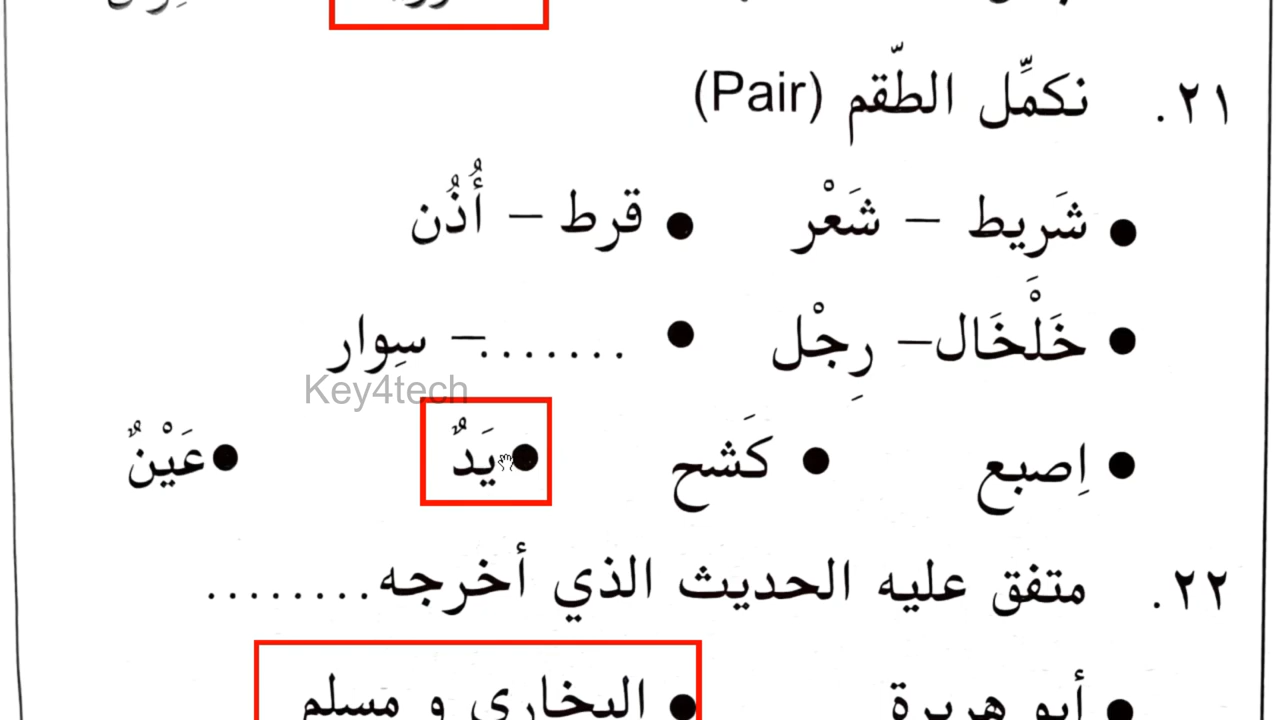 ٢١. نكمِّل الطّقم (Pair)
● شَريط – شَعْر ● قرط – أُذُن
● خَلْخَال– رِجْل ● .......– سِوار
Key4tech
● اِصبع ● كَشح ● يَدٌ ● عَيْنٌ
٢٢. متفق عليه الحديث الذي أخرجه........
● أبو هريرة ● البخاري و مسلم